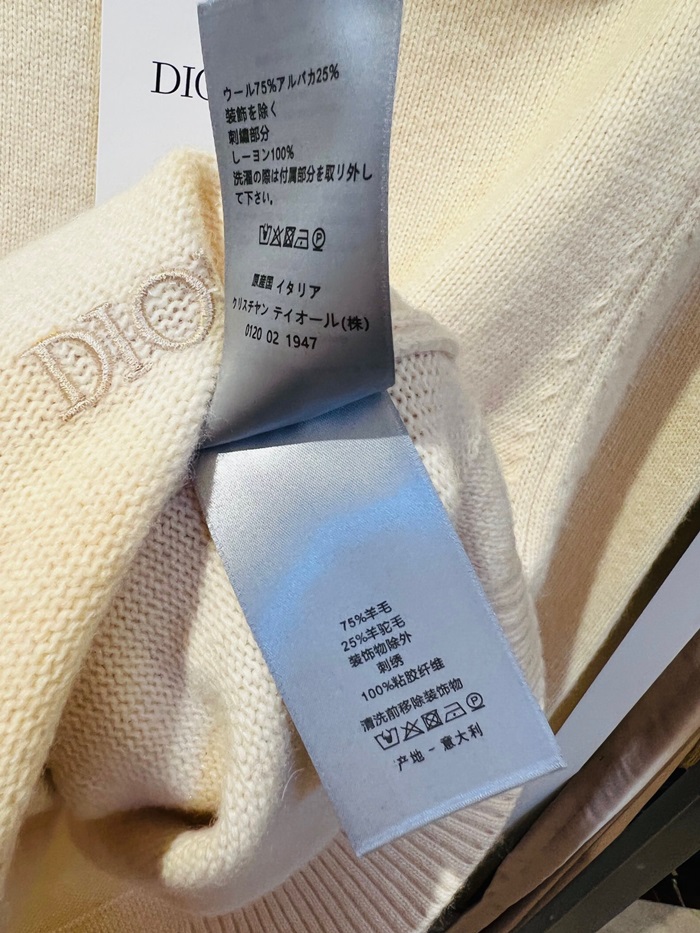 DIO
ウール75%アルパカ25%
装飾を除く
刺繍部分
レーヨン100%
洗濯の際は付属部分を取り外し
て下さい。
P
原産国 イタリア
クリスチャン ディオール(株)
0120 02 1947
DIO
75%羊毛
25%羊驼毛
装饰物除外
刺绣
100%粘胶纤维
清洗前移除装饰物
P
产地 - 意大利